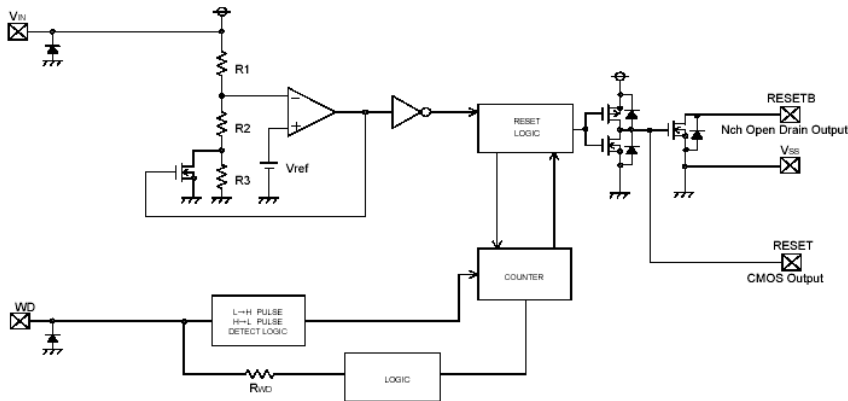 VIN
R1
R2
R3
−
+
Vref
RESET
LOGIC
RESETB
Nch Open Drain Output
VSS
RESET
CMOS Output
COUNTER
WD
L→H PULSE
H→L PULSE
DETECT LOGIC
RWD
LOGIC